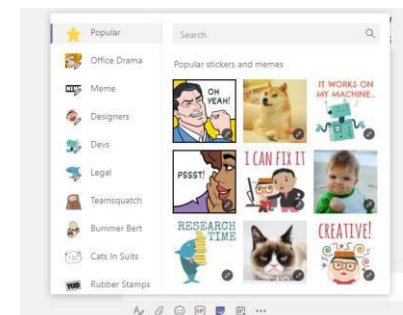 Popular
Office Drama
Meme
Designers
Devs
Legal
Teamsquatch
Bummer Bert
Cats In Suits
Rubber Stamps
Search
Popular stickers and memes
OH
YEAH!
IT WORKS ON
MY MACHINE...
PSSST!
I CAN FIX IT
RESEARCH
TIME
CREATIVE!
GIF